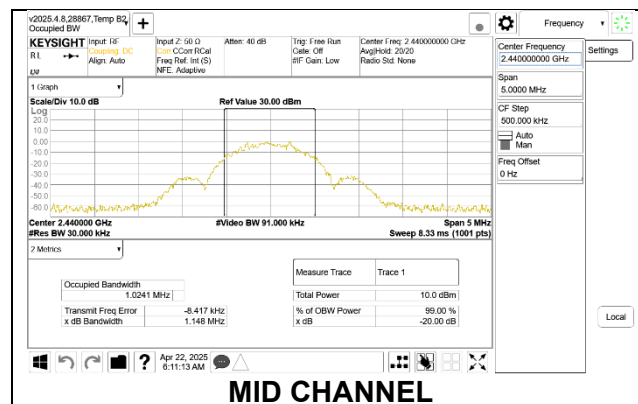 v2025.4.8,28867,Temp B2
Occupied BW
+
Frequency
KEYSIGHT
Input: RF
Coupling: DC
Align: Auto
Input Z: 50 Ω
Corr CCorr RCal
Freq Ref: Int (S)
NFE: Adaptive
Atten: 40 dB
Trig: Free Run
Gate: Off
#IF Gain: Low
Center Freq: 2.440000000 GHz
Avg|Hold: 20/20
Radio Std: None
RL
Center Frequency
2.440000000 GHz
Settings
Span
5.0000 MHz
CF Step
500.000 kHz
Auto
Man
Freq Offset
0 Hz
1 Graph
Scale/Div 10.0 dB
Ref Value 30.00 dBm
Log
20.0
10.0
0.00
-10.0
-20.0
-30.0
-40.0
-50.0
-60.0
Center 2.440000 GHz
#Video BW 91.000 kHz
Span 5 MHz
#Res BW 30.000 kHz
Sweep 8.33 ms (1001 pts)
2 Metrics
Measure Trace
Trace 1
Occupied Bandwidth
1.0241 MHz
Total Power
10.0 dBm
Transmit Freq Error
-8.417 kHz
% of OBW Power
99.00 %
x dB Bandwidth
1.148 MHz
x dB
-20.00 dB
Local
?
Apr 22, 2025
6:11:13 AM
MID CHANNEL